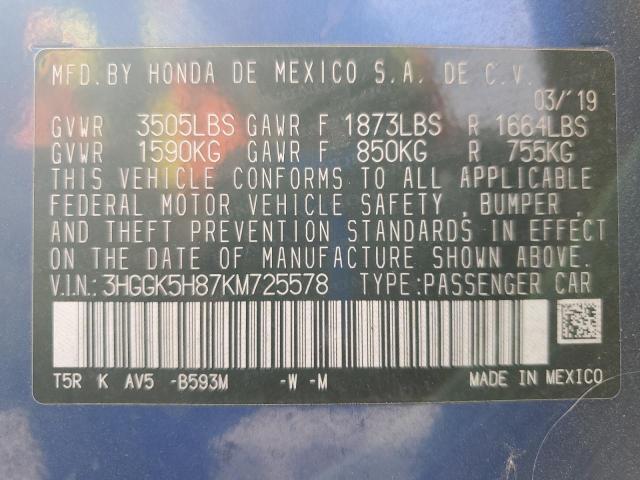 MFD. BY HONDA DE MEXICO S.A. DE C.V.
03/'19
GVWR 3505LBS GAWR F 1873LBS R 1664LBS
GVWR 1590KG GAWR F 850KG R 755KG
THIS VEHICLE CONFORMS TO ALL APPLICABLE
FEDERAL MOTOR VEHICLE SAFETY , BUMPER ,
AND THEFT PREVENTION STANDARDS IN EFFECT
ON THE DATE OF MANUFACTURE SHOWN ABOVE.
V.I.N.: 3HGGK5H87KM725578 TYPE:PASSENGER CAR
T5R K AV5 -B593M -W -M MADE IN MEXICO